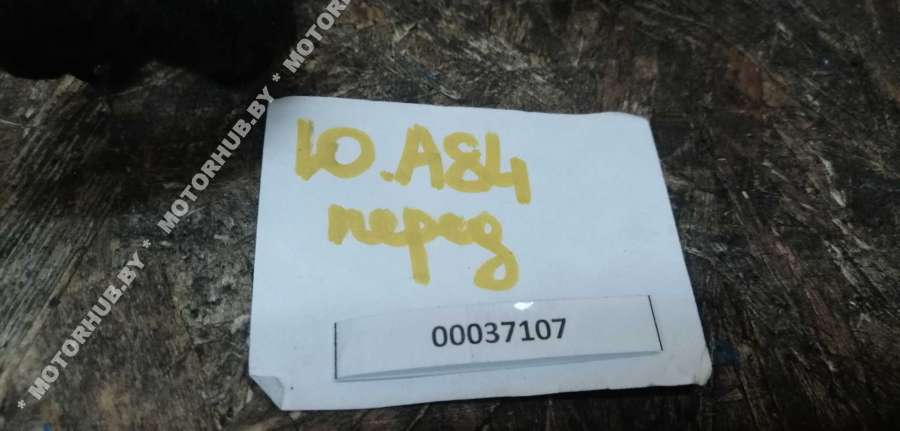 * MOTORHUB.BY * MOTORHUB.BY * MOTORHUB.BY *
Ю.А84
перед
00037107